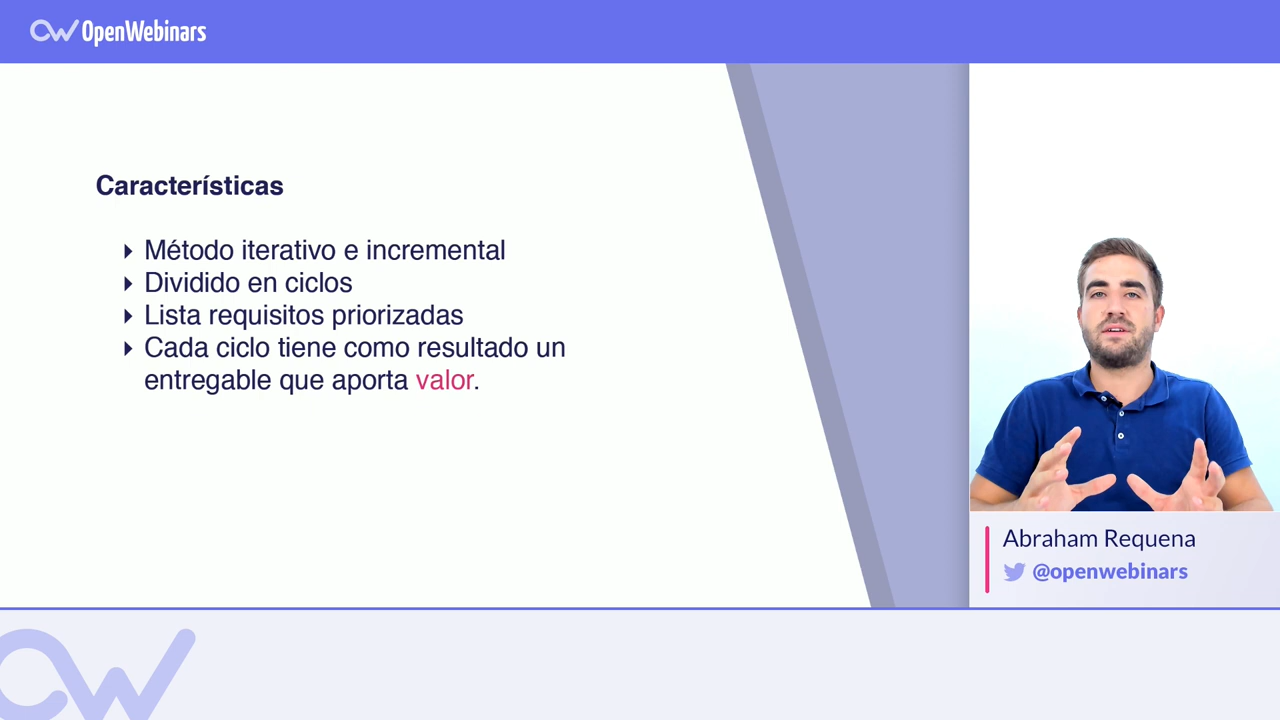 OpenWebinars
Características
Método iterativo e incremental
Dividido en ciclos
Lista requisitos priorizadas
Cada ciclo tiene como resultado un
entregable que aporta valor.
Abraham Requena
@openwebinars